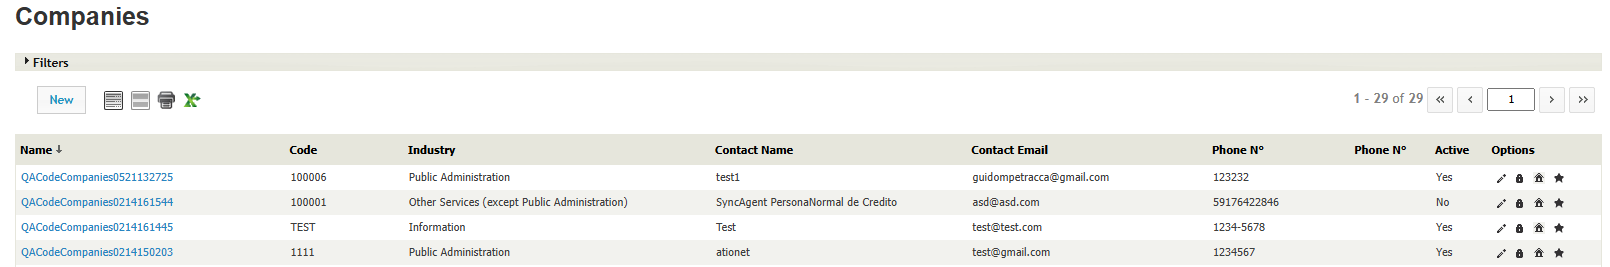 Companies
Filters
New
1 - 29 of 29 « ‹ 1 › »
Name ↓ Code Industry Contact Name Contact Email Phone N° Phone N° Active Options
QACodeCompanies0521132725 100006 Public Administration test1 guidompetracca@gmail.com 123232 Yes
QACodeCompanies0214161544 100001 Other Services (except Public Administration) SyncAgent PersonaNormal de Credito asd@asd.com 59176422846 No
QACodeCompanies0214161445 TEST Information Test test@test.com 1234-5678 Yes
QACodeCompanies0214150203 1111 Public Administration ationet test@gmail.com 1234567 Yes